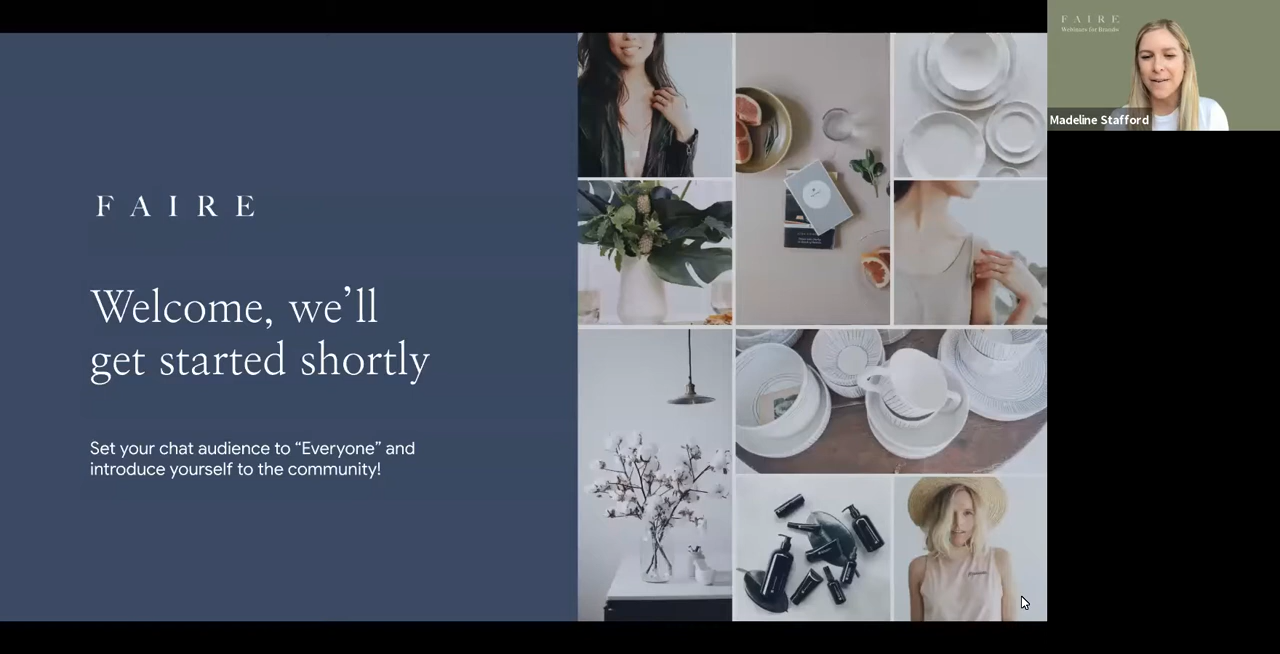 FAIRE
Welcome, we’ll
get started shortly
Set your chat audience to “Everyone” and
introduce yourself to the community!
FAIRE
Webinars for Brands
Madeline Stafford